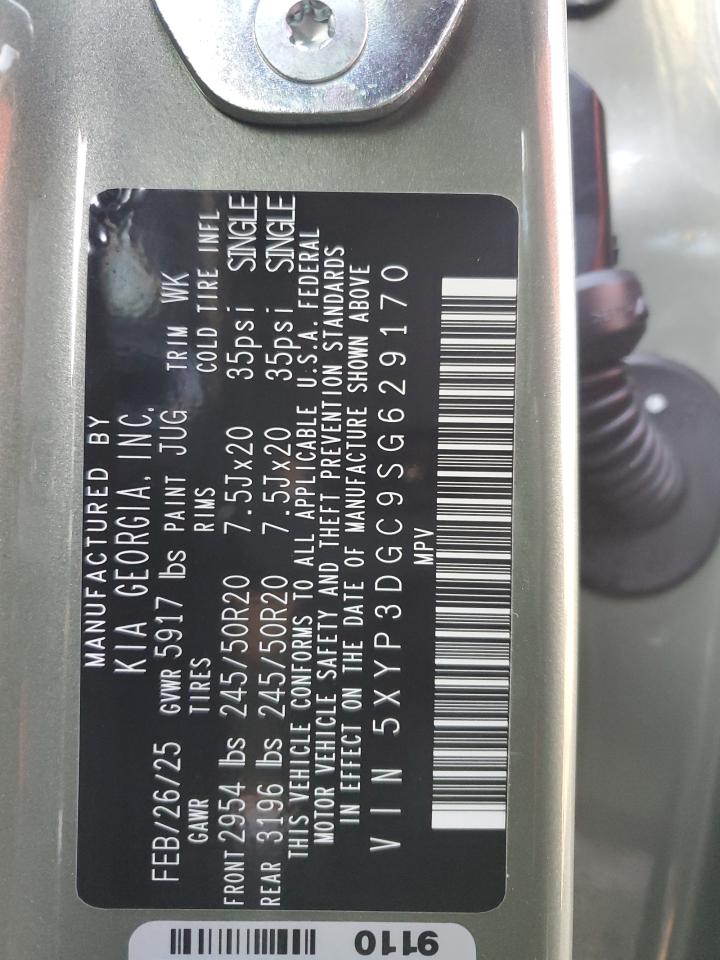 MANUFACTURED BY
KIA GEORGIA, INC.
FEB/26/25 GVWR 5917 lbs PAINT JUG TRIM WK
GAWR TIRES RIMS COLD TIRE INFL
FRONT 2954 lbs 245/50R20 7.5Jx20 35psi SINGLE
REAR 3196 lbs 245/50R20 7.5Jx20 35psi SINGLE
THIS VEHICLE CONFORMS TO ALL APPLICABLE U.S.A. FEDERAL
MOTOR VEHICLE SAFETY AND THEFT PREVENTION STANDARDS
IN EFFECT ON THE DATE OF MANUFACTURE SHOWN ABOVE
VIN 5XYP3DGC9SG629170
MPV
9110